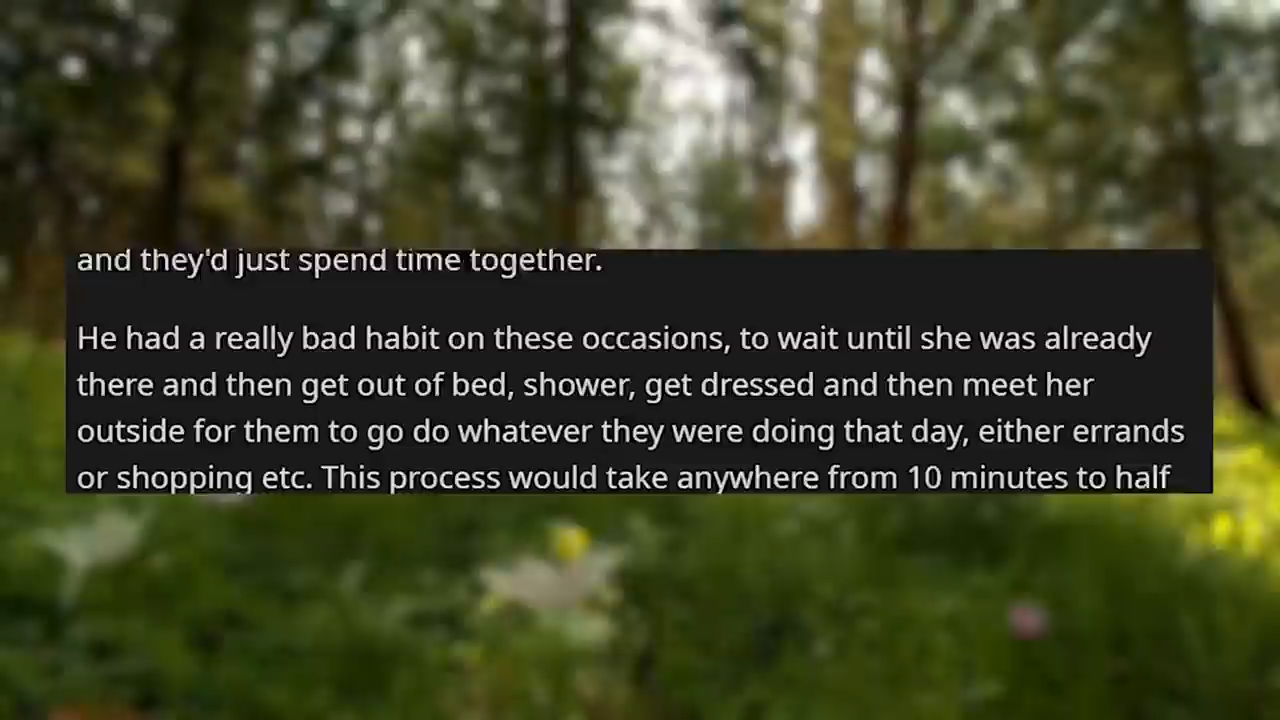 and they'd just spend time together.
He had a really bad habit on these occasions, to wait until she was already
there and then get out of bed, shower, get dressed and then meet her
outside for them to go do whatever they were doing that day, either errands
or shopping etc. This process would take anywhere from 10 minutes to half